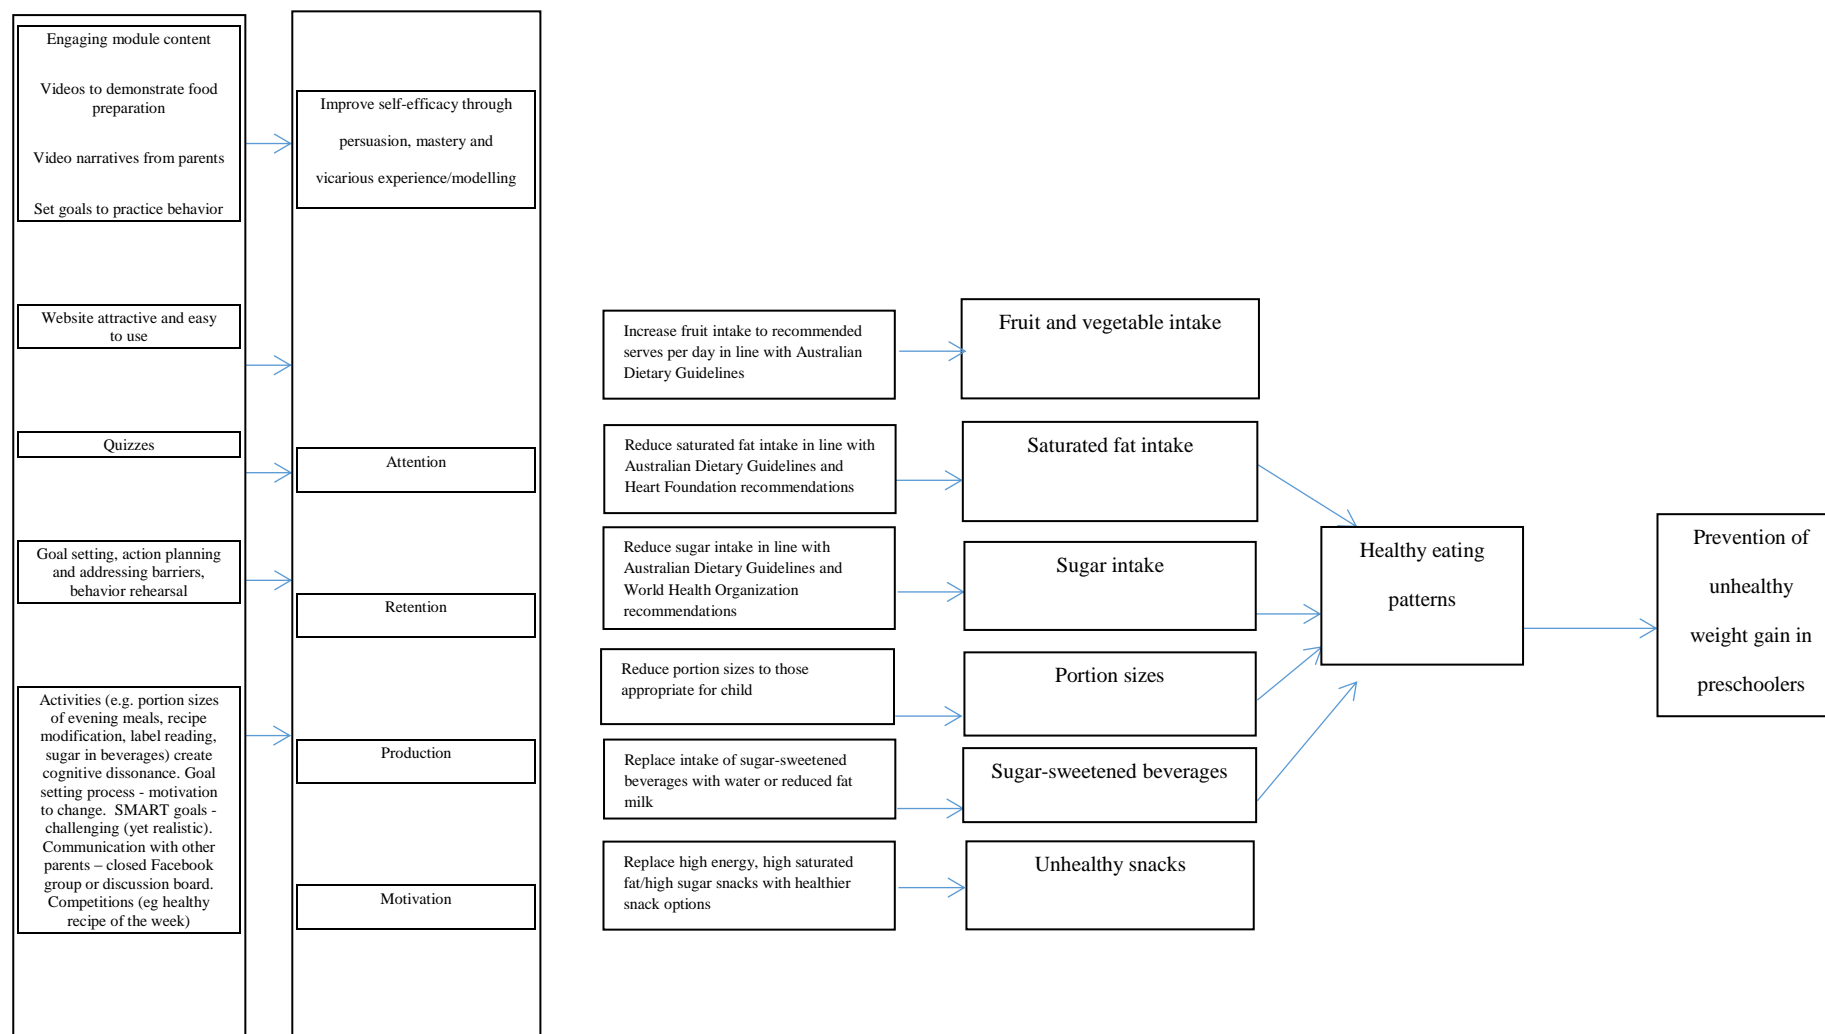 Engaging module content
Videos to demonstrate food
preparation
Video narratives from parents
Set goals to practice behavior
Website attractive and easy
to use
Quizzes
Goal setting, action planning
and addressing barriers,
behavior rehearsal
Activities (e.g. portion sizes
of evening meals, recipe
modification, label reading,
sugar in beverages) create
cognitive dissonance. Goal
setting process - motivation
to change.  SMART goals -
challenging (yet realistic).
Communication with other
parents – closed Facebook
group or discussion board.
Competitions (eg healthy
recipe of the week)
Improve self-efficacy through
persuasion, mastery and
vicarious experience/modelling
Attention
Retention
Production
Motivation
Increase fruit intake to recommended
serves per day in line with Australian
Dietary Guidelines
Reduce saturated fat intake in line with
Australian Dietary Guidelines and
Heart Foundation recommendations
Reduce sugar intake in line with
Australian Dietary Guidelines and
World Health Organization
recommendations
Reduce portion sizes to those
appropriate for child
Replace intake of sugar-sweetened
beverages with water or reduced fat
milk
Replace high energy, high saturated
fat/high sugar snacks with healthier
snack options
Fruit and vegetable intake
Saturated fat intake
Sugar intake
Portion sizes
Sugar-sweetened beverages
Unhealthy snacks
Healthy eating
patterns
Prevention of
unhealthy
weight gain in
preschoolers